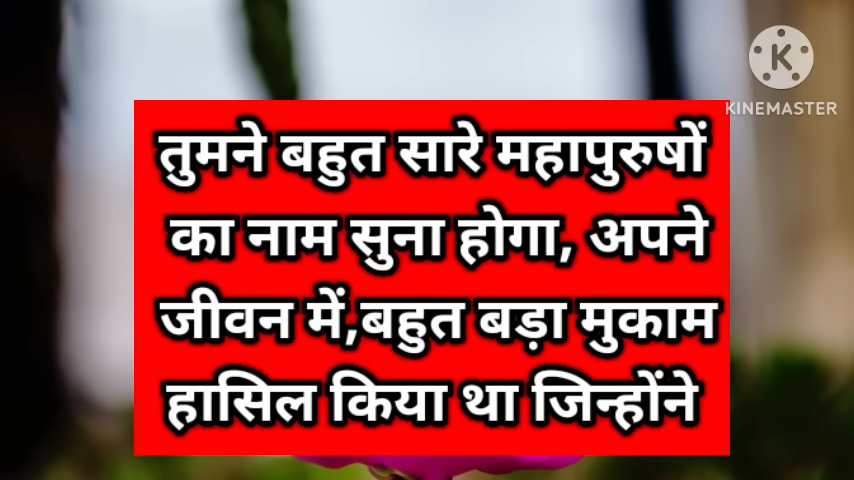 KINEMASTER
तुमने बहुत सारे महापुरुषों
का नाम सुना होगा, अपने
जीवन में,बहुत बड़ा मुकाम
हासिल किया था जिन्होंने